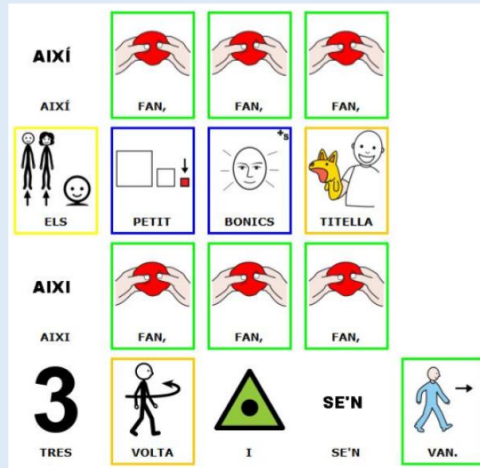 AIXÍ
AIXÍ FAN, FAN, FAN,
+s
ELS PETIT BONICS TITELLA
AIXI
AIXI FAN, FAN, FAN,
3 SE'N
TRES VOLTA I SE'N VAN.